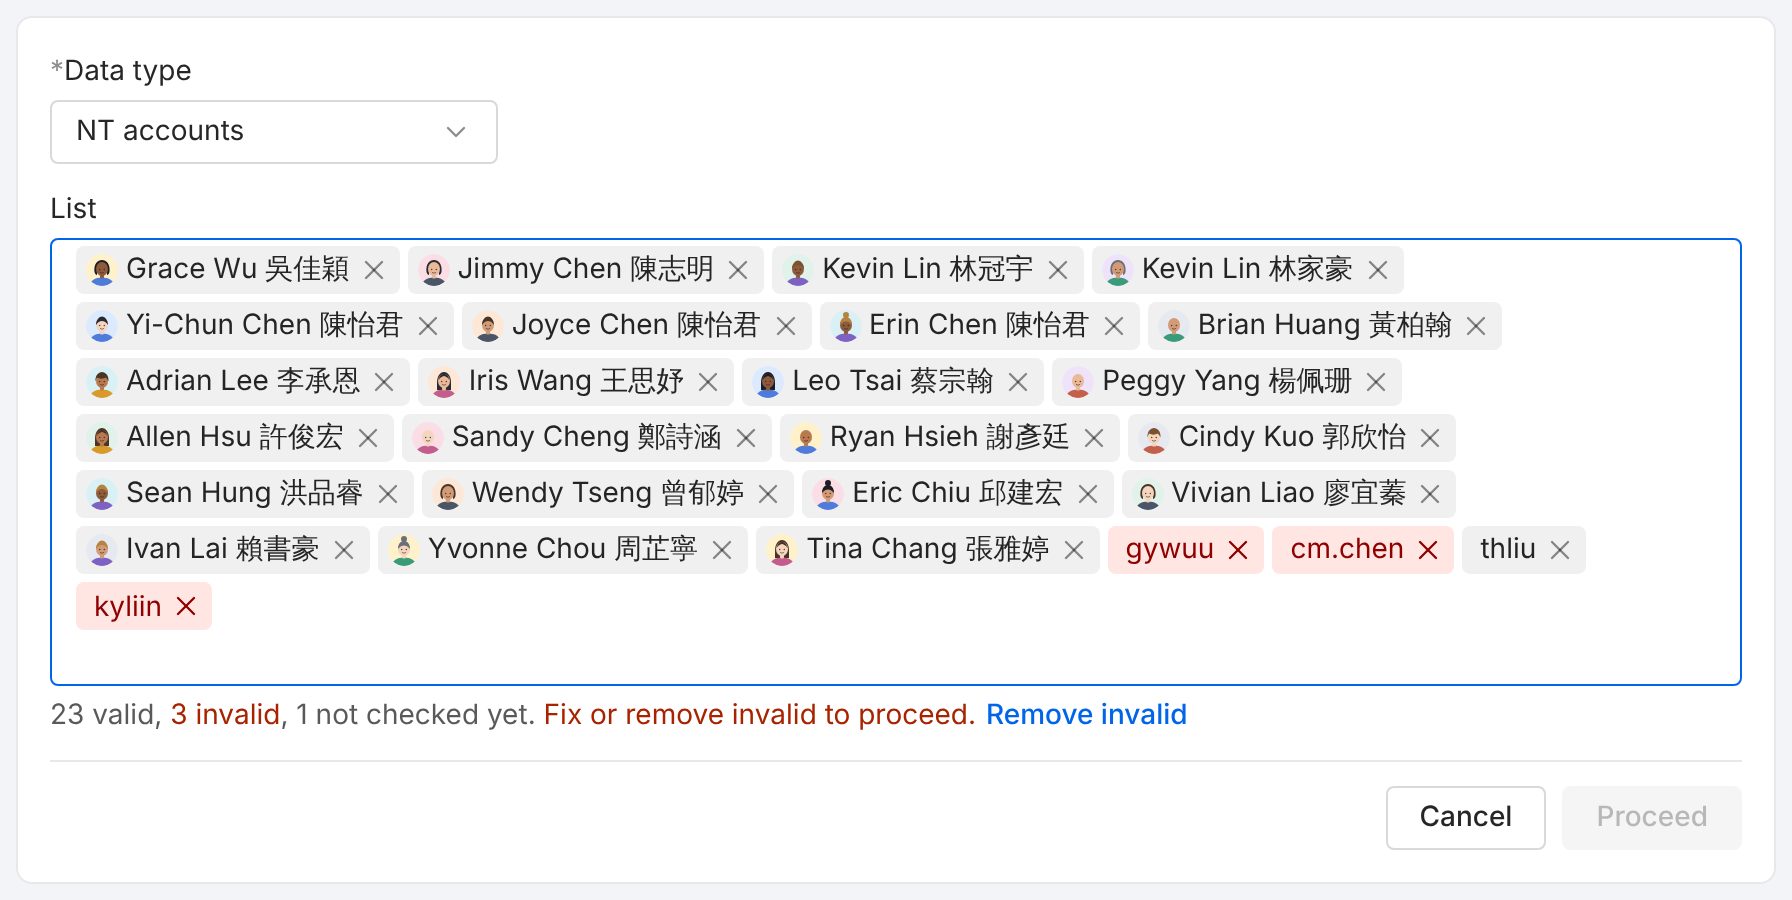 *Data type
NT accounts
List
Grace Wu 吳佳穎 Jimmy Chen 陳志明 Kevin Lin 林冠宇 Kevin Lin 林家豪
Yi-Chun Chen 陳怡君 Joyce Chen 陳怡君 Erin Chen 陳怡君 Brian Huang 黃柏翰
Adrian Lee 李承恩 Iris Wang 王思妤 Leo Tsai 蔡宗翰 Peggy Yang 楊佩珊
Allen Hsu 許俊宏 Sandy Cheng 鄭詩涵 Ryan Hsieh 謝彥廷 Cindy Kuo 郭欣怡
Sean Hung 洪品睿 Wendy Tseng 曾郁婷 Eric Chiu 邱建宏 Vivian Liao 廖宜蓁
Ivan Lai 賴書豪 Yvonne Chou 周芷寧 Tina Chang 張雅婷 gywuu cm.chen thliu
kyliin
23 valid, 3 invalid, 1 not checked yet. Fix or remove invalid to proceed. Remove invalid
Cancel Proceed